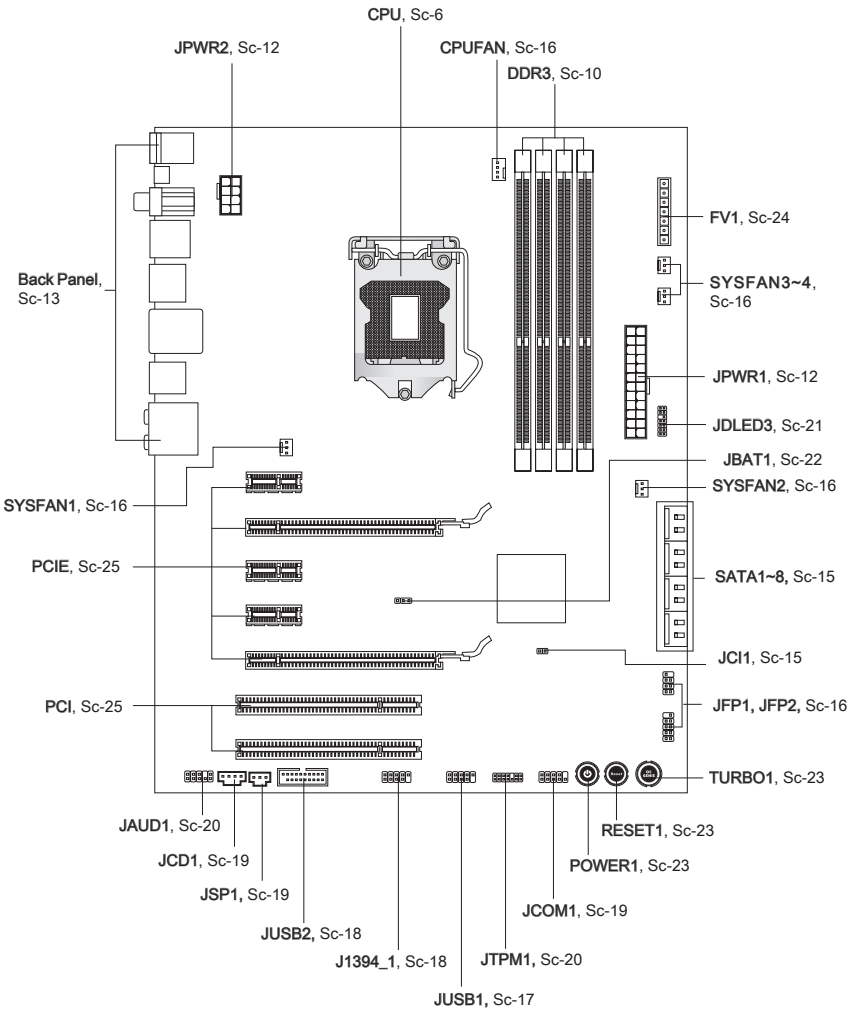 CPU, Sc-6
JPWR2, Sc-12
CPUFAN, Sc-16
DDR3, Sc-10
FV1, Sc-24
Back Panel,
Sc-13
SYSFAN3~4,
Sc-16
JPWR1, Sc-12
JDLED3, Sc-21
JBAT1, Sc-22
SYSFAN1, Sc-16
SYSFAN2, Sc-16
PCIE, Sc-25
SATA1~8, Sc-15
JCI1, Sc-15
PCI, Sc-25
JFP1, JFP2, Sc-16
Reset
OC
GENIE
TURBO1, Sc-23
JAUD1, Sc-20
RESET1, Sc-23
JCD1, Sc-19
POWER1, Sc-23
JSP1, Sc-19
JCOM1, Sc-19
JUSB2, Sc-18
J1394_1, Sc-18
JTPM1, Sc-20
JUSB1, Sc-17